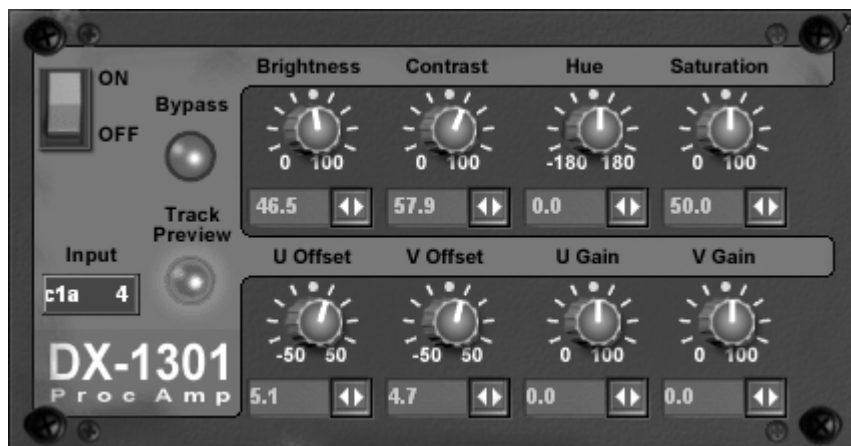 ON
OFF
Bypass
Track
Preview
Input
c1a 4
DX-1301
Proc Amp
Brightness Contrast Hue Saturation
0 100 0 100 -180 180 0 100
46.5 57.9 0.0 50.0
U Offset V Offset U Gain V Gain
-50 50 -50 50 0 100 0 100
5.1 4.7 0.0 0.0